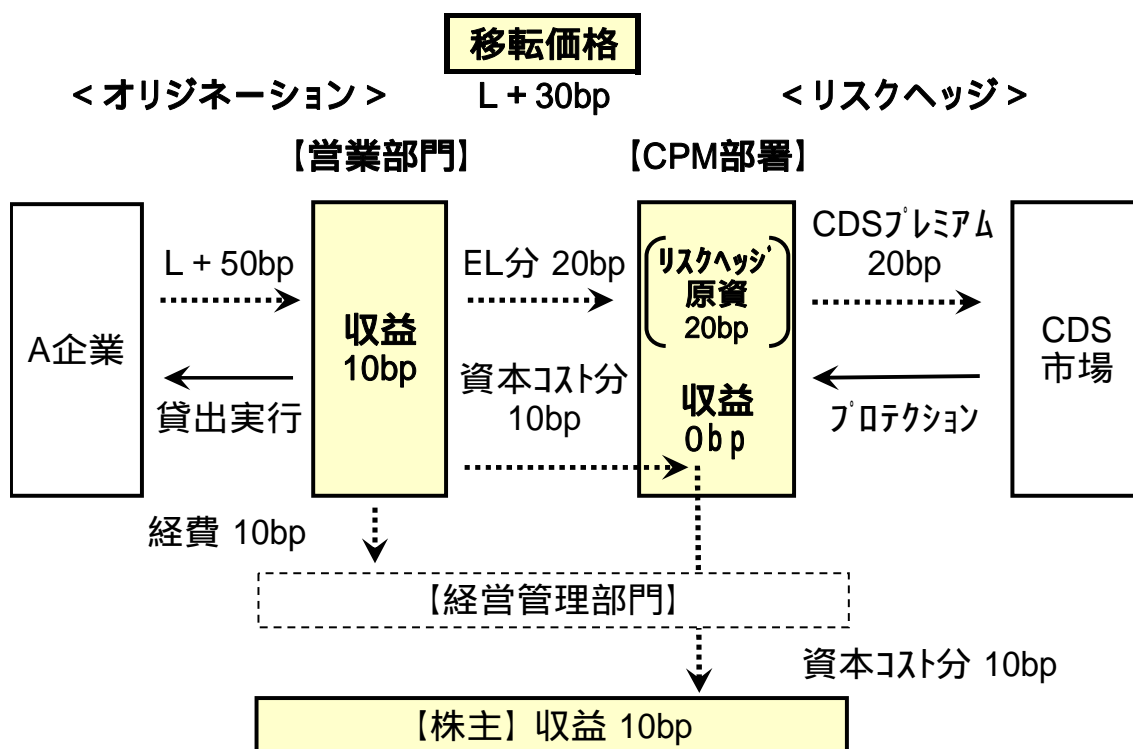 移転価格
L + 30bp
< オリジネーション >
< リスクヘッジ >
【営業部門】
【CPM部署】
A企業
L + 50bp
貸出実行
収益
10bp
EL分 20bp
資本ｺｽﾄ分
10bp
ﾘｽｸﾍｯｼﾞ
原資
20bp
収益
0bp
CDSﾌﾟﾚﾐｱﾑ
20bp
ﾌﾟﾛﾃｸｼｮﾝ
CDS
市場
経費 10bp
【経営管理部門】
資本ｺｽﾄ分 10bp
【株主】収益 10bp